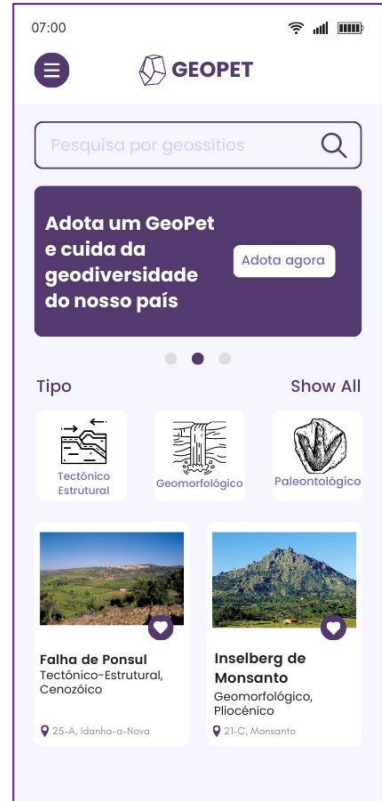 07:00
GEOPET
Pesquisa por geossítios
Adota um GeoPet
e cuida da
geodiversidade
do nosso país
Adota agora
Tipo
Show All
Tectónico
Estrutural
Geomorfológico
Paleontológico
Falha de Ponsul
Tectónico-Estrutural,
Cenozóico
25-A, Idanha-a-Nova
Inselberg de
Monsanto
Geomorfológico,
Pliocénico
21-C, Monsanto